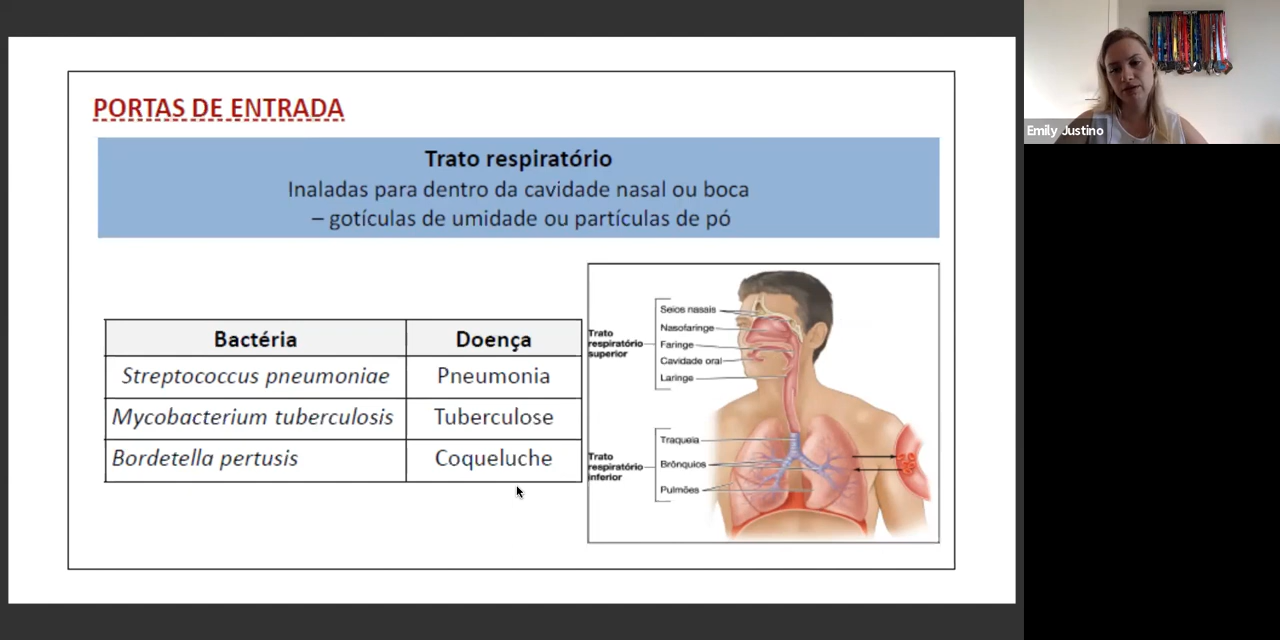 PORTAS DE ENTRADA
Trato respiratório
Inaladas para dentro da cavidade nasal ou boca
– gotículas de umidade ou partículas de pó
Bactéria Doença
Streptococcus pneumoniae Pneumonia
Mycobacterium tuberculosis Tuberculose
Bordetella pertusis Coqueluche
Trato
respiratório
superior
Seios nasais
Nasofaringe
Faringe
Cavidade oral
Laringe
Trato
respiratório
inferior
Traqueia
Brônquios
Pulmões
Emily Justino